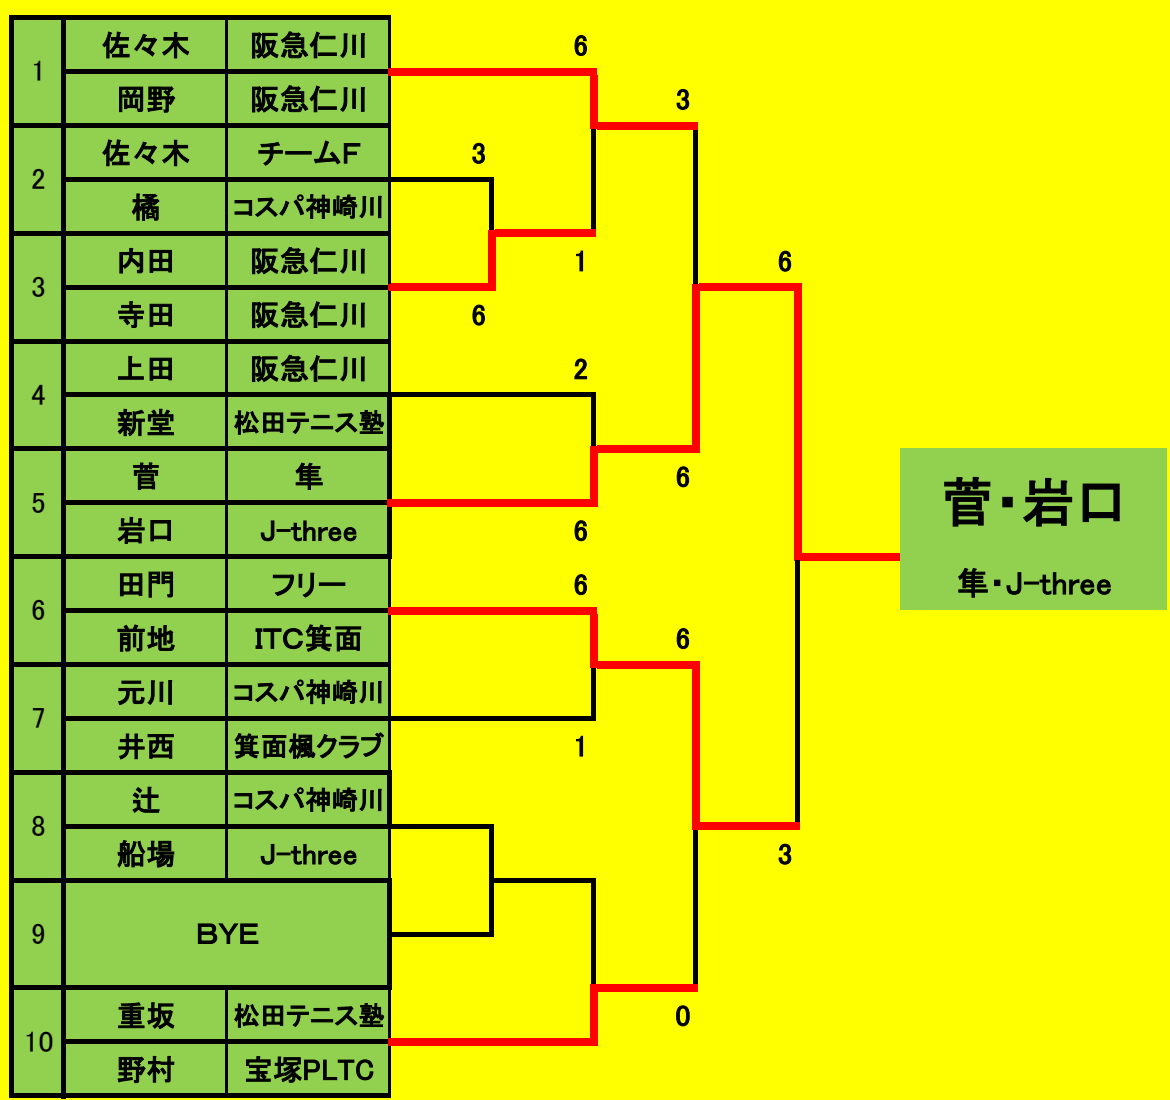 1
佐々木 阪急仁川
岡野 阪急仁川
2
佐々木 チームF
橘 コスパ神崎川
3
内田 阪急仁川
寺田 阪急仁川
4
上田 阪急仁川
新堂 松田テニス塾
5
菅 隼
岩口 J-three
6
田門 フリー
前地 ITC箕面
7
元川 コスパ神崎川
井西 箕面楓クラブ
8
辻 コスパ神崎川
船場 J-three
9
BYE
10
重坂 松田テニス塾
野村 宝塚PLTC
3
6
6
1
2
6
6
1
3
6
6
0
6
3
菅・岩口
隼・J-three